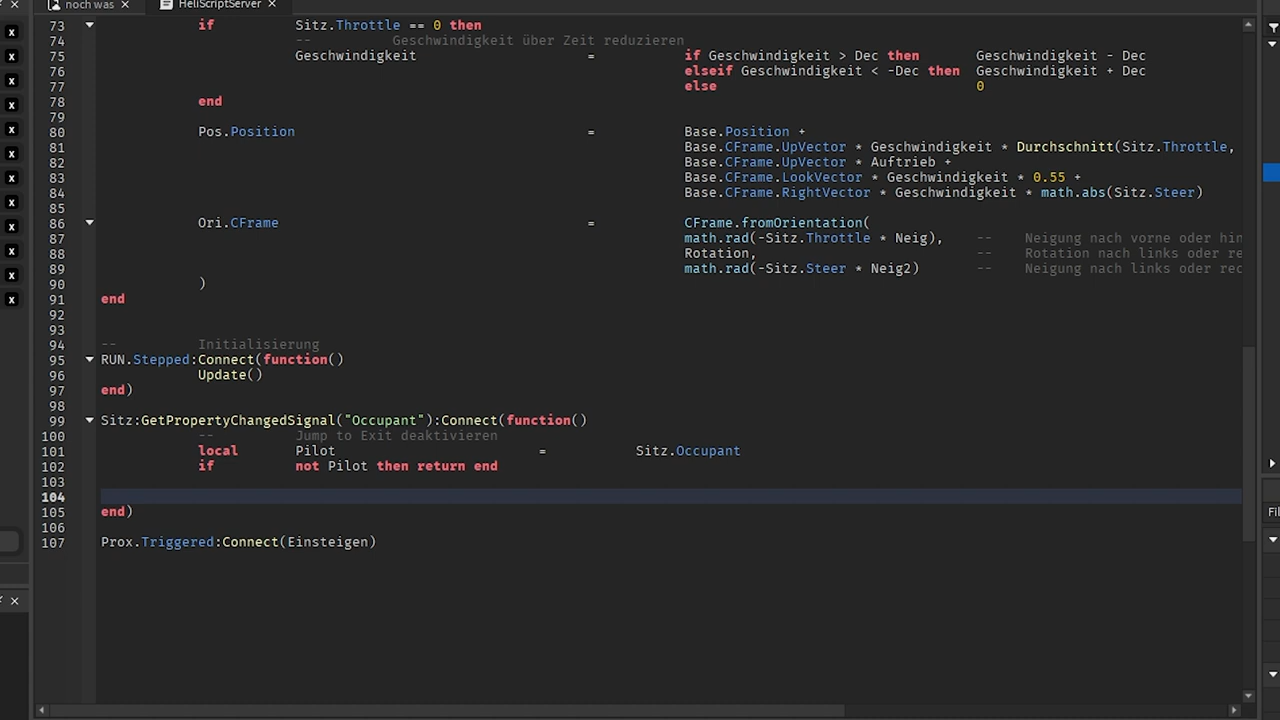 noch was
HeliScriptServer
73 if Sitz.Throttle == 0 then
74 -- Geschwindigkeit über Zeit reduzieren
75 Geschwindigkeit = if Geschwindigkeit > Dec then Geschwindigkeit - Dec
76 elseif Geschwindigkeit < -Dec then Geschwindigkeit + Dec
77 else 0
78 end
79
80 Pos.Position = Base.Position +
81 Base.CFrame.UpVector * Geschwindigkeit * Durchschnitt(Sitz.Throttle,
82 Base.CFrame.UpVector * Auftrieb +
83 Base.CFrame.LookVector * Geschwindigkeit * 0.55 +
84 Base.CFrame.RightVector * Geschwindigkeit * math.abs(Sitz.Steer)
85
86 Ori.CFrame = CFrame.fromOrientation(
87 math.rad(-Sitz.Throttle * Neig), -- Neigung nach vorne oder hin
88 Rotation, -- Rotation nach links oder re
89 math.rad(-Sitz.Steer * Neig2) -- Neigung nach links oder rec
90 )
91 end
92
93
94 -- Initialisierung
95 RUN.Stepped:Connect(function()
96 Update()
97 end)
98
99 Sitz:GetPropertyChangedSignal("Occupant"):Connect(function()
100 -- Jump to Exit deaktivieren
101 local Pilot = Sitz.Occupant
102 if not Pilot then return end
103
104
105 end)
106
107 Prox.Triggered:Connect(Einsteigen)
Fil